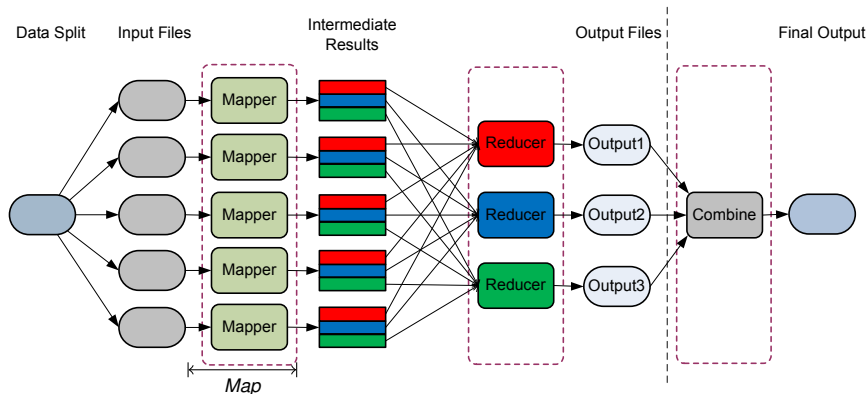 Data Split
Input Files
Intermediate
Results
Output Files
Final Output
Mapper
Mapper
Mapper
Mapper
Mapper
Reducer
Reducer
Reducer
Output1
Output2
Output3
Combine
Map